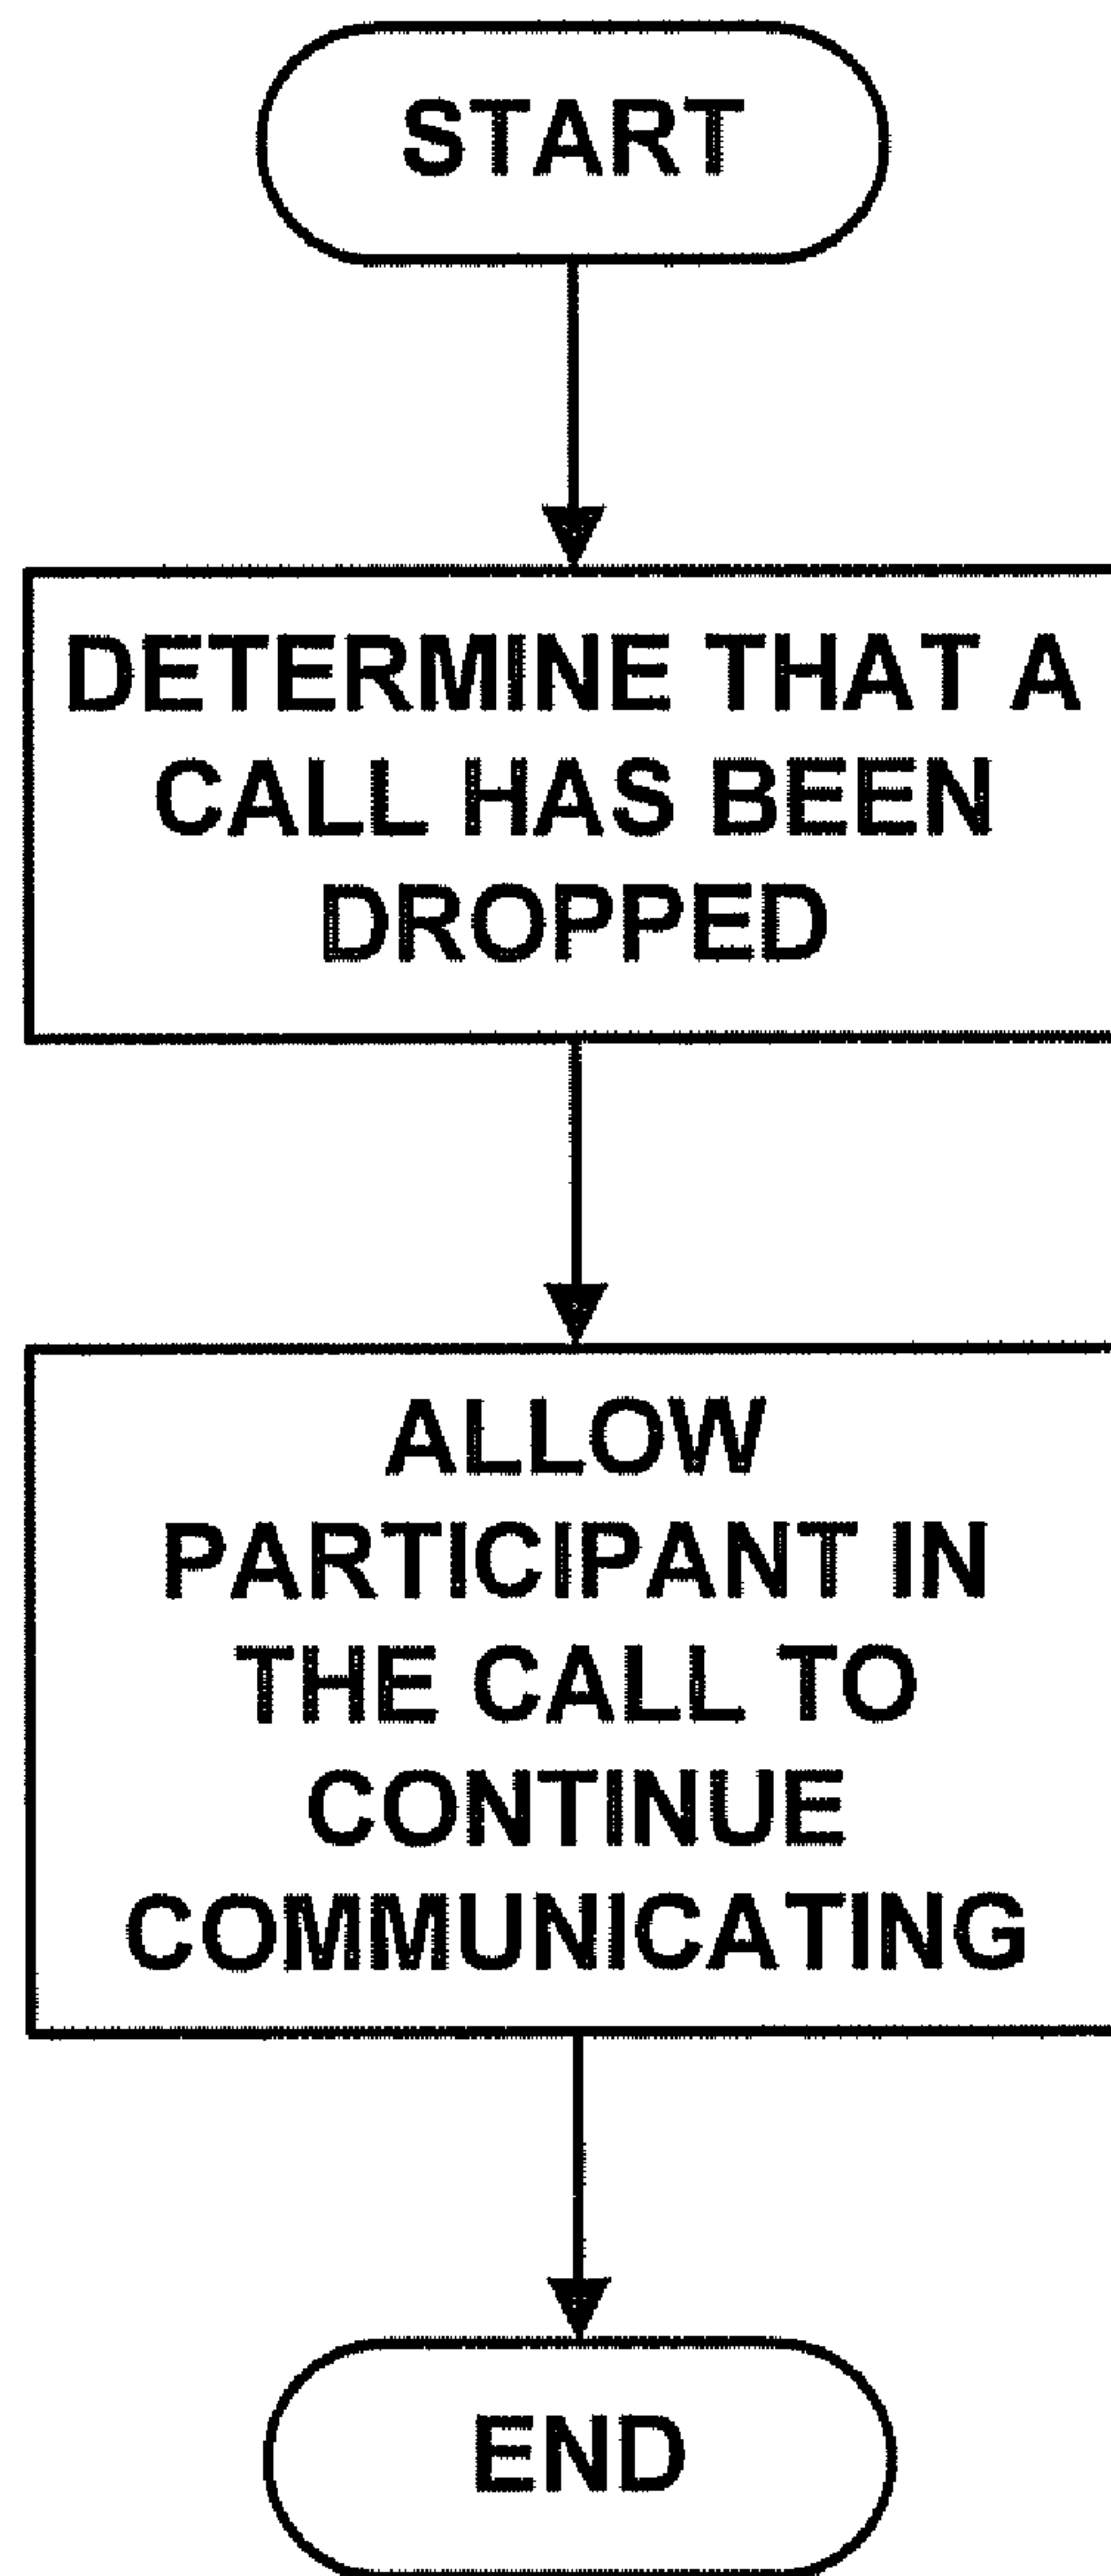 START
DETERMINE THAT A
CALL HAS BEEN
DROPPED
ALLOW
PARTICIPANT IN
THE CALL TO
CONTINUE
COMMUNICATING
END